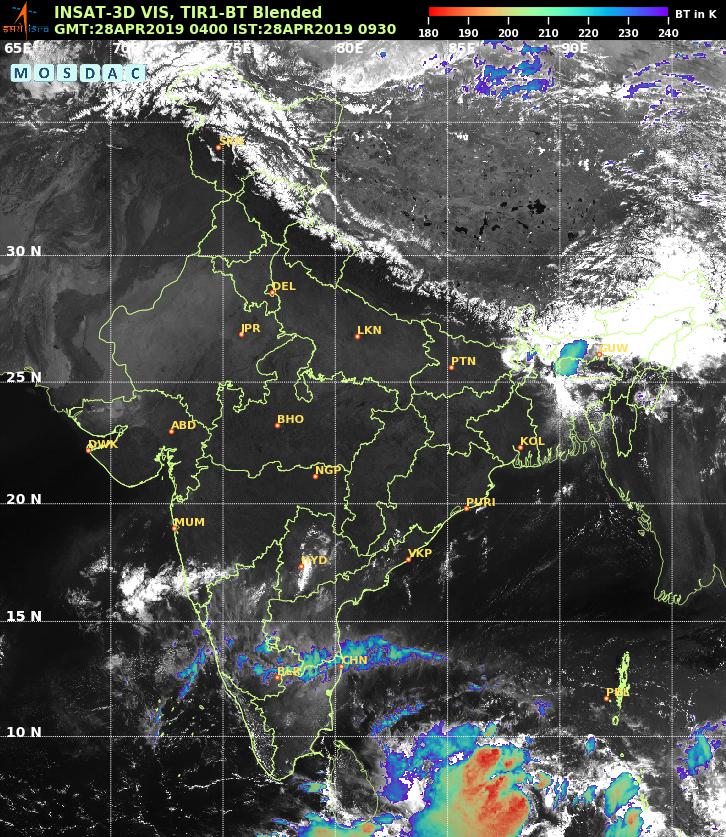 INSAT-3D VIS, TIR1-BT Blended
GMT:28APR2019 0400 IST:28APR2019 0930
BT in K
180 190 200 210 220 230 240
65E 70E 75E 80E 85E 90E
MOSDAC
SRN
30 N
DEL
JPR
LKN
GUW
PTN
25 N
ABD
BHO
DWK
KOL
NGP
20 N
PURI
MUM
VKP
HYD
15 N
CHN
BLR
PBL
10 N